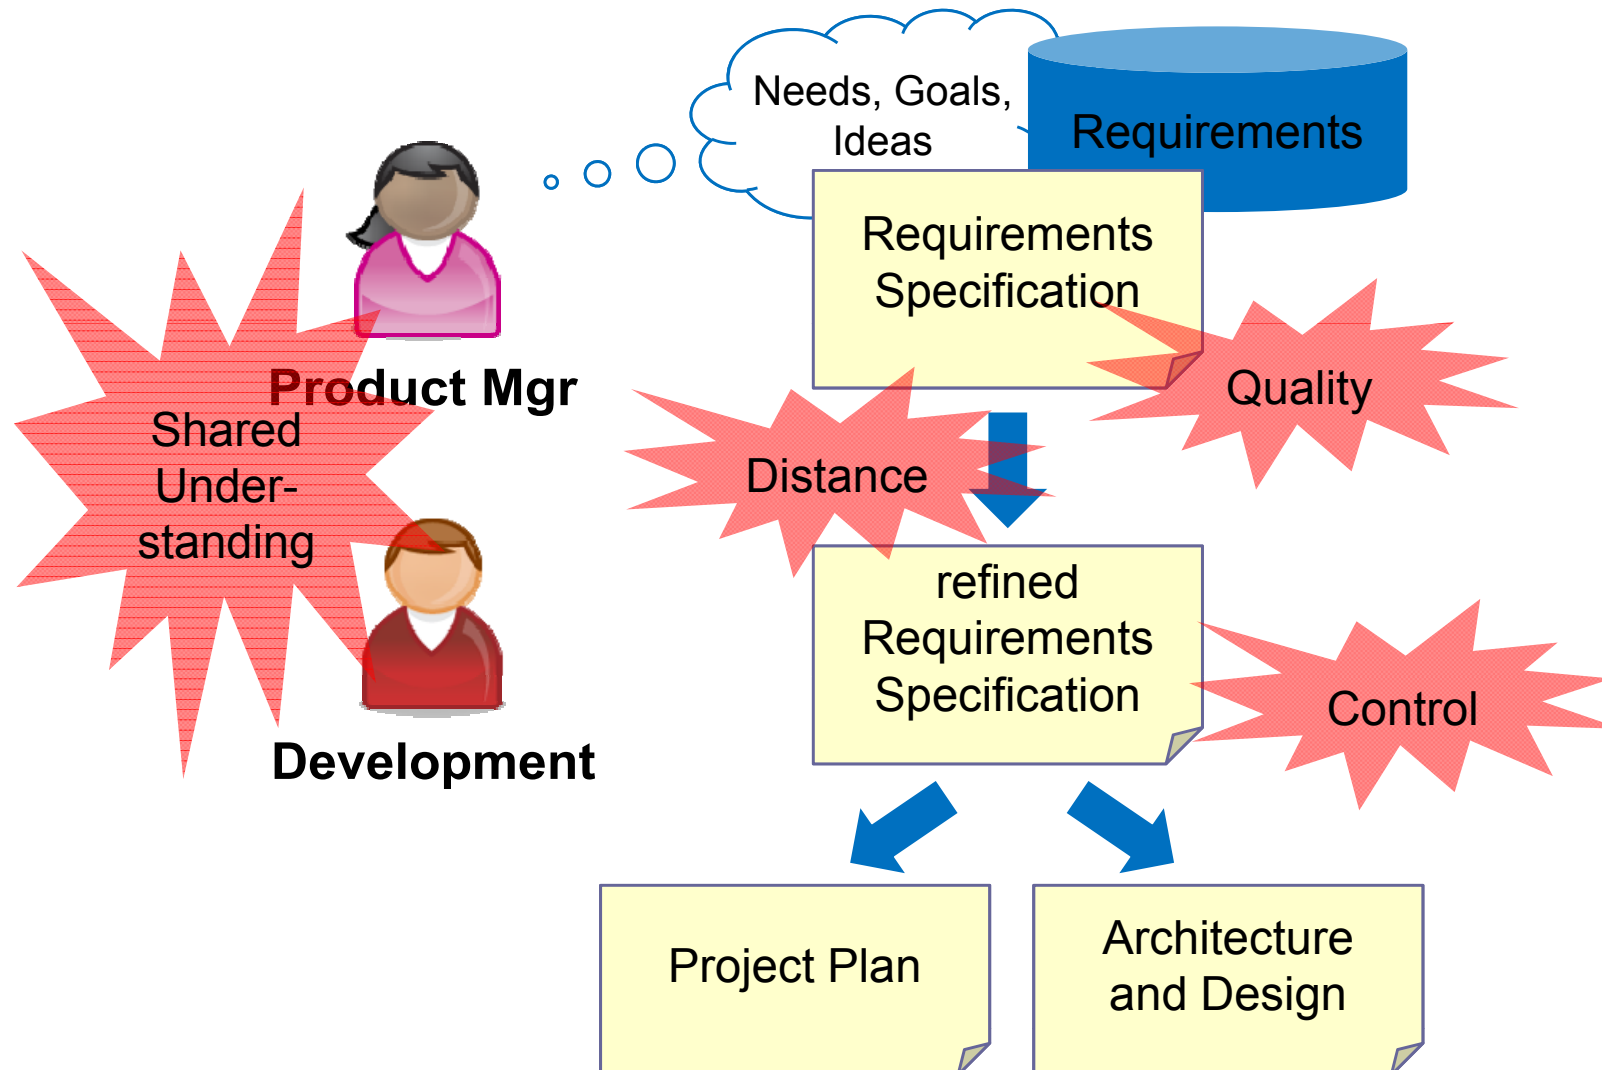 Needs, Goals,
Ideas
Requirements
Requirements
Specification
Product Mgr
Quality
Shared
Under-
standing
Distance
refined
Requirements
Specification
Control
Development
Project Plan
Architecture
and Design